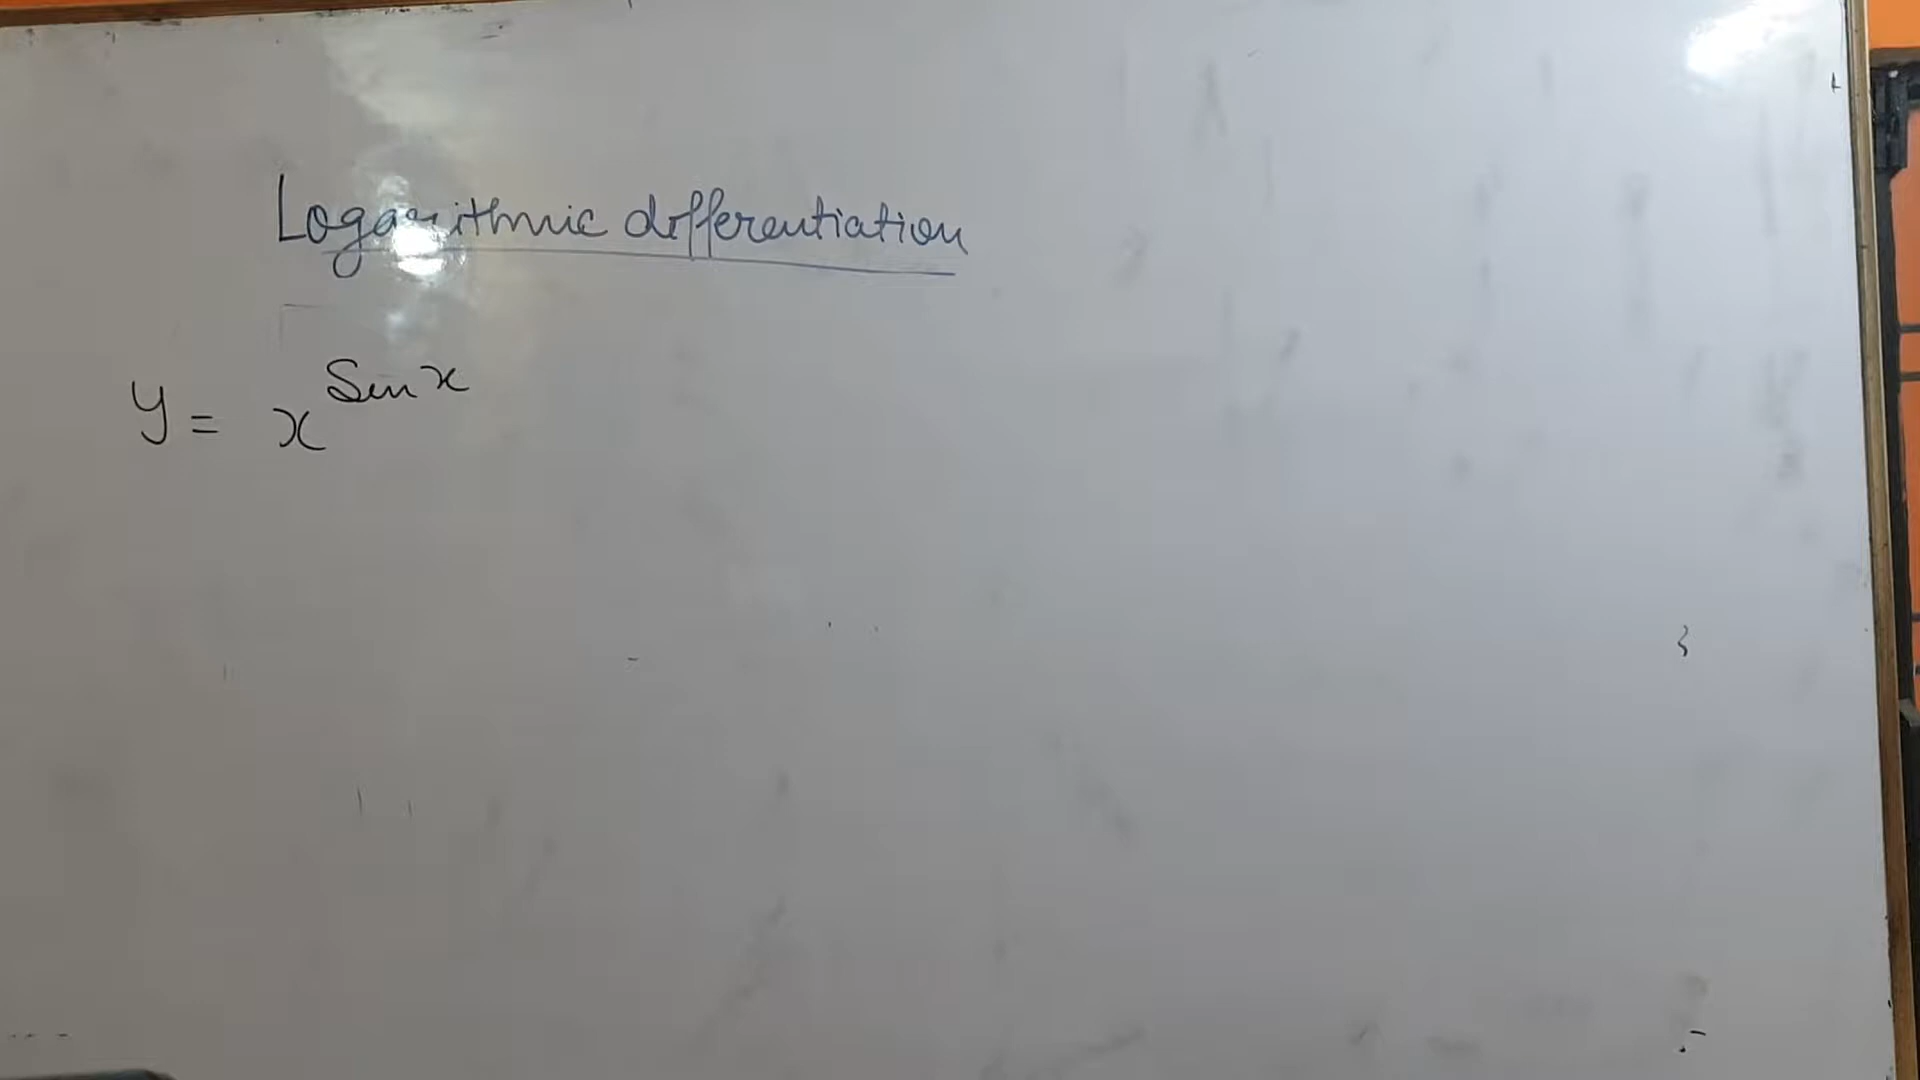 Logarithmic differentiation
y = x^Sin x